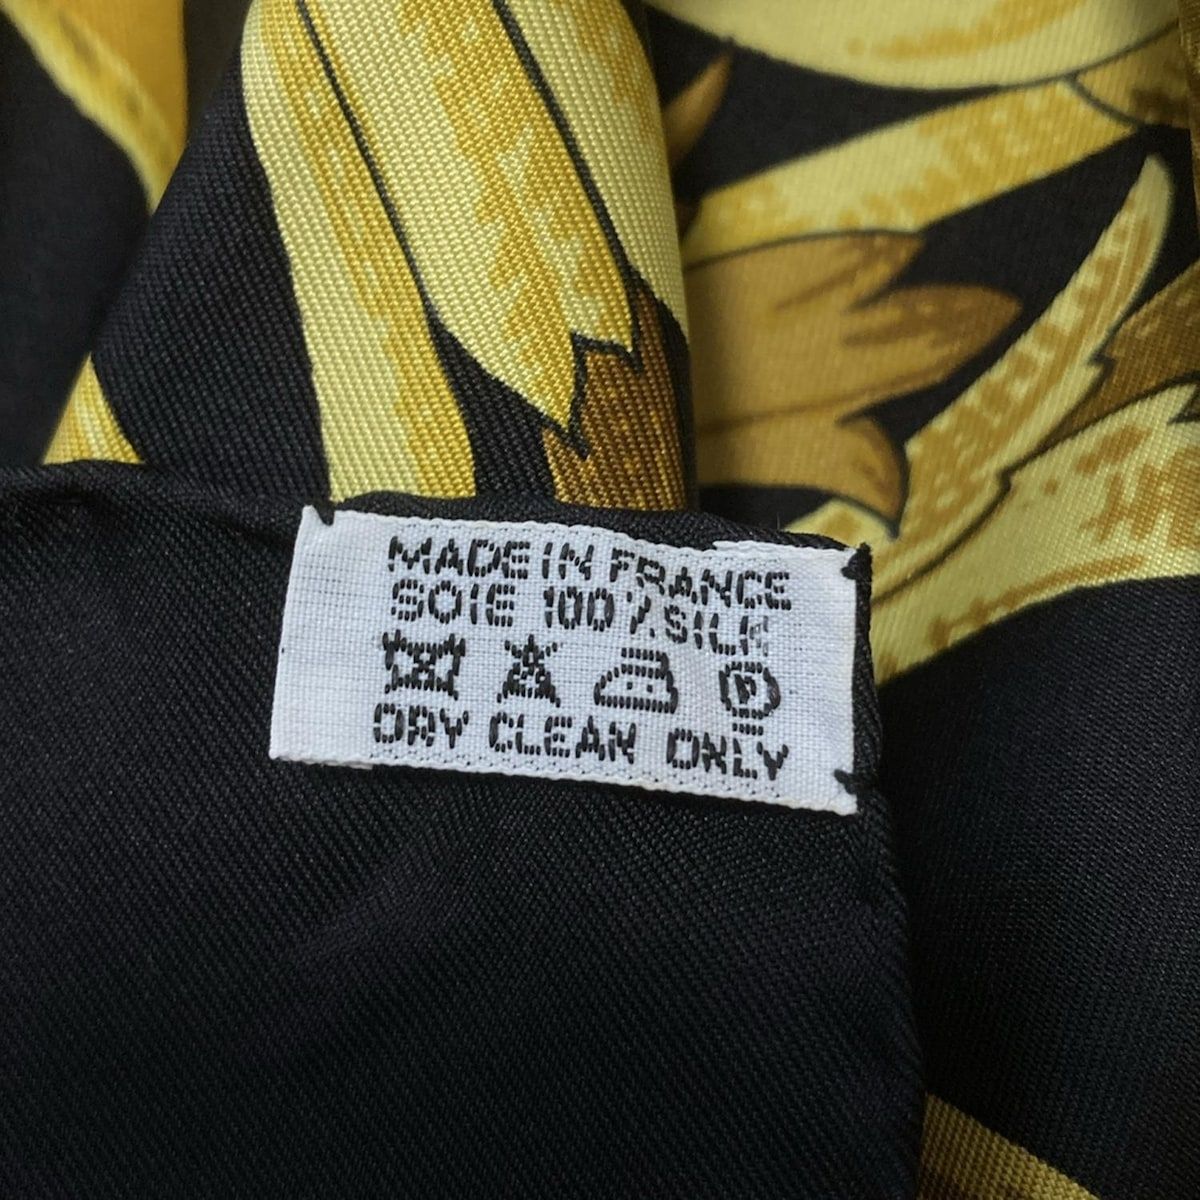 MADE IN FRANCE
SOIE 100% SILK
P
DRY CLEAN ONLY